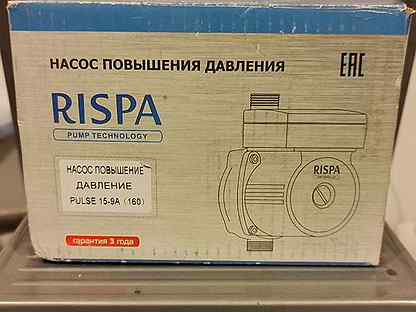 НАСОС ПОВЫШЕНИЯ ДАВЛЕНИЯ
EAC
RISPA
PUMP TECHNOLOGY
НАСОС ПОВЫШЕНИЕ
ДАВЛЕНИЕ
PULSE 15-9A (160)
гарантия 3 года
RISPA